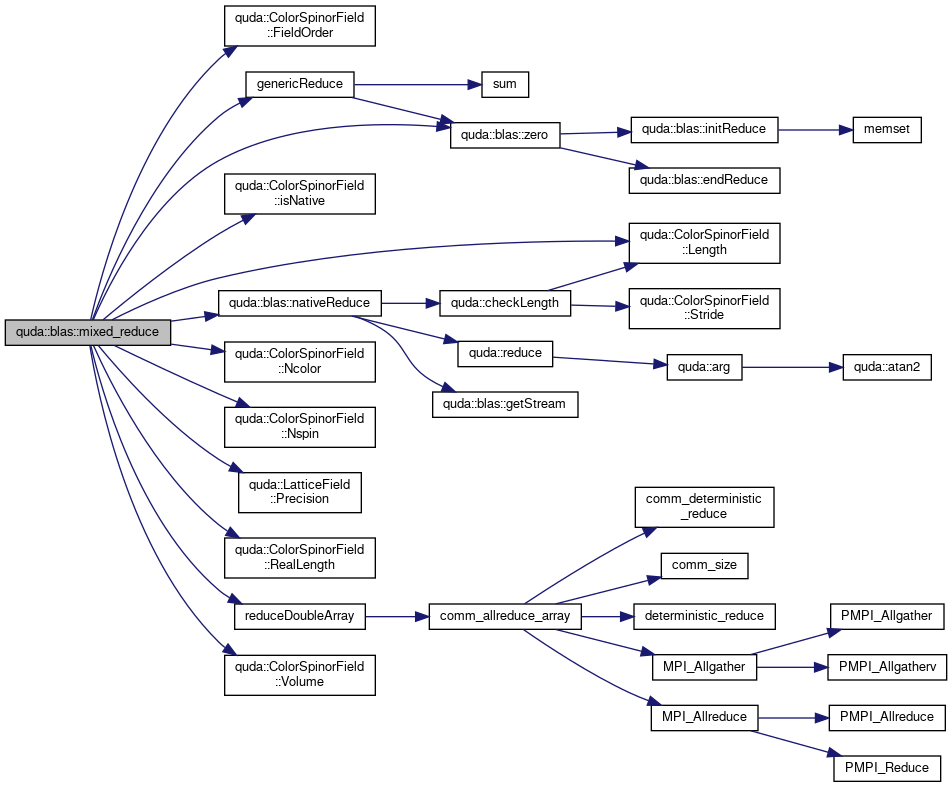 quda::ColorSpinorField
::FieldOrder
genericReduce
sum
quda::blas::zero
quda::blas::initReduce
memset
quda::blas::endReduce
quda::ColorSpinorField
::isNative
quda::ColorSpinorField
::Length
quda::blas::mixed_reduce
quda::blas::nativeReduce
quda::checkLength
quda::ColorSpinorField
::Stride
quda::ColorSpinorField
::Ncolor
quda::reduce
quda::arg
quda::atan2
quda::blas::getStream
quda::ColorSpinorField
::Nspin
quda::LatticeField
::Precision
comm_deterministic
_reduce
quda::ColorSpinorField
::RealLength
comm_size
reduceDoubleArray
comm_allreduce_array
deterministic_reduce
PMPI_Allgather
quda::ColorSpinorField
::Volume
MPI_Allgather
PMPI_Allgatherv
MPI_Allreduce
PMPI_Allreduce
PMPI_Reduce